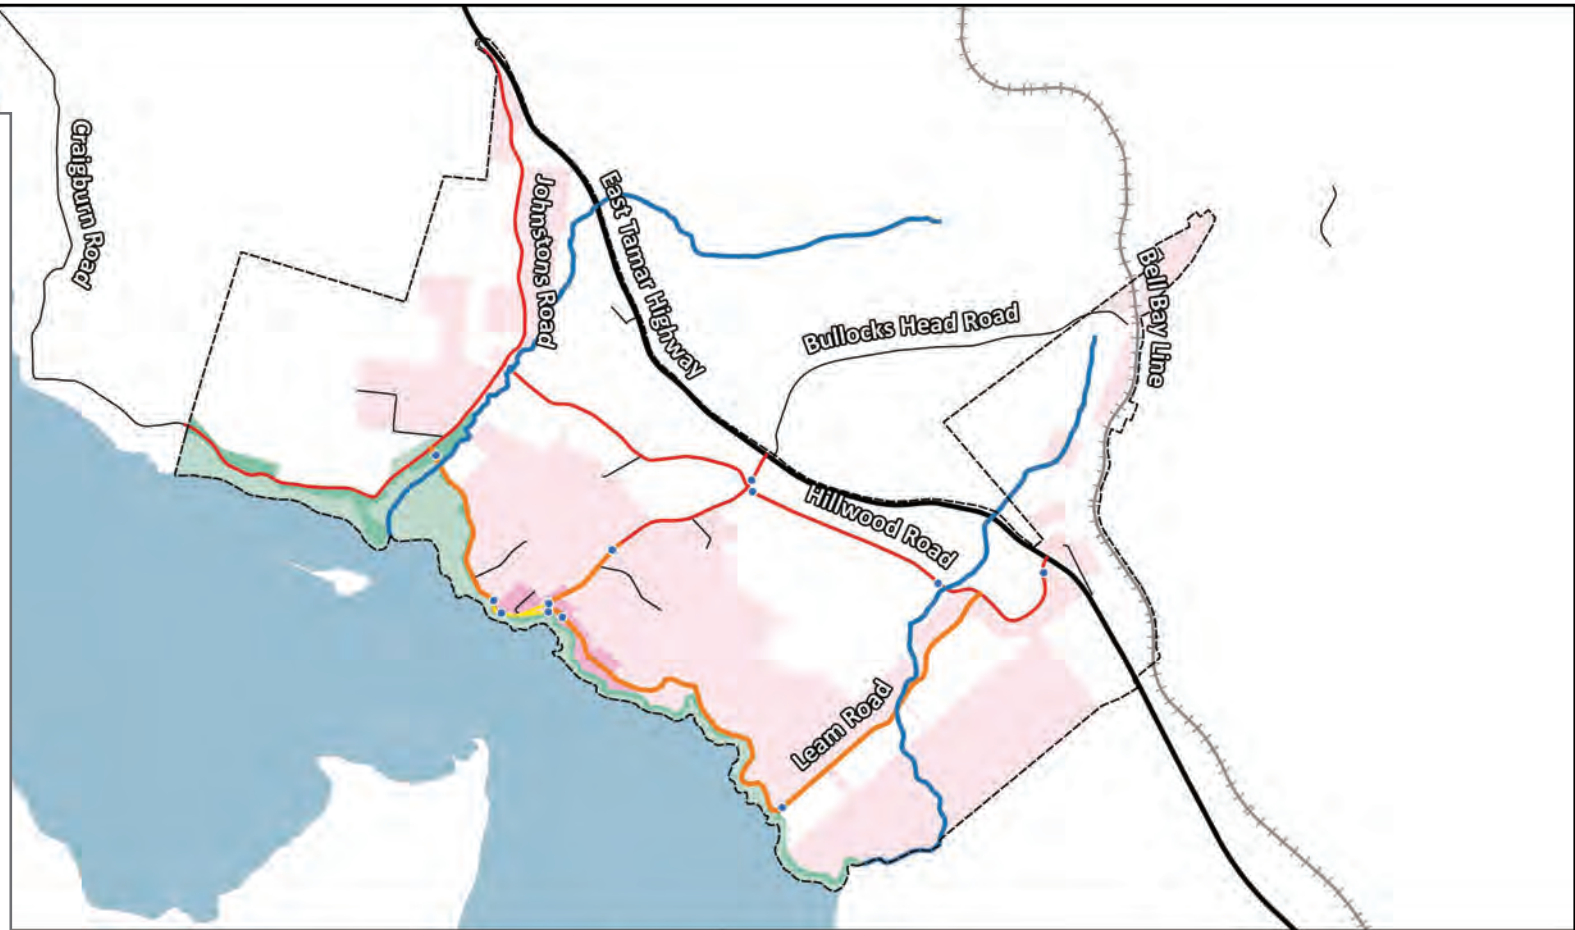 Craigburn Road
Johnstons Road
East Tamar Highway
Bell Bay Line
Bullocks Head Road
Hillwood Road
Leam Road